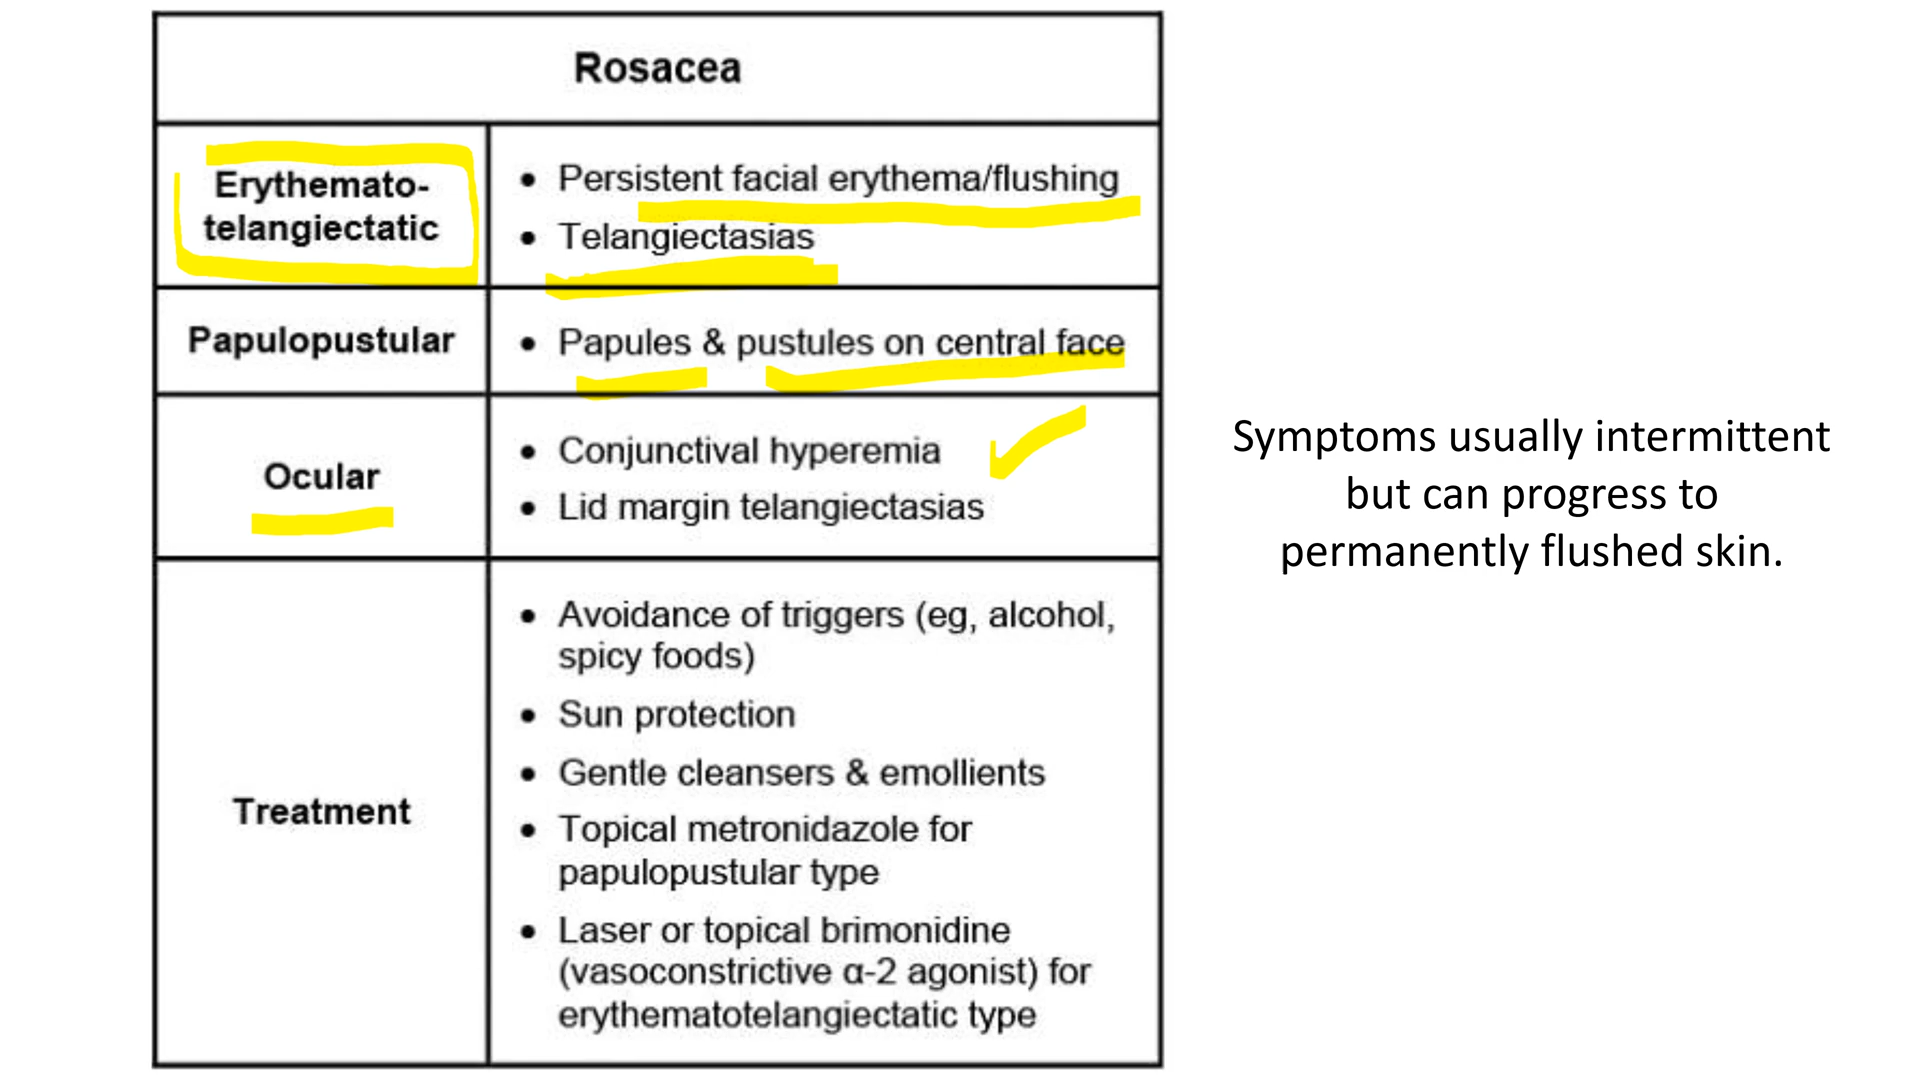 Rosacea
Erythemato-
telangiectatic
• Persistent facial erythema/flushing
• Telangiectasias
Papulopustular
• Papules & pustules on central face
Ocular
• Conjunctival hyperemia
• Lid margin telangiectasias
Treatment
• Avoidance of triggers (eg, alcohol,
spicy foods)
• Sun protection
• Gentle cleansers & emollients
• Topical metronidazole for
papulopustular type
• Laser or topical brimonidine
(vasoconstrictive α-2 agonist) for
erythematotelangiectatic type
Symptoms usually intermittent
but can progress to
permanently flushed skin.